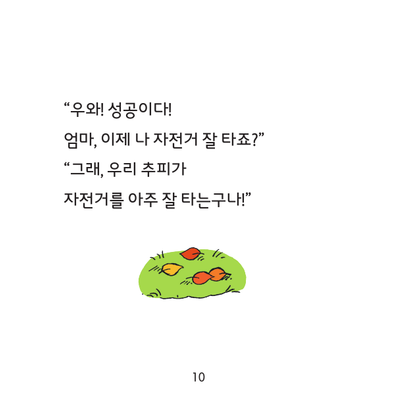 “우와! 성공이다!
엄마, 이제 나 자전거 잘 타죠?”
“그래, 우리 추피가
자전거를 아주 잘 타는구나!”
10